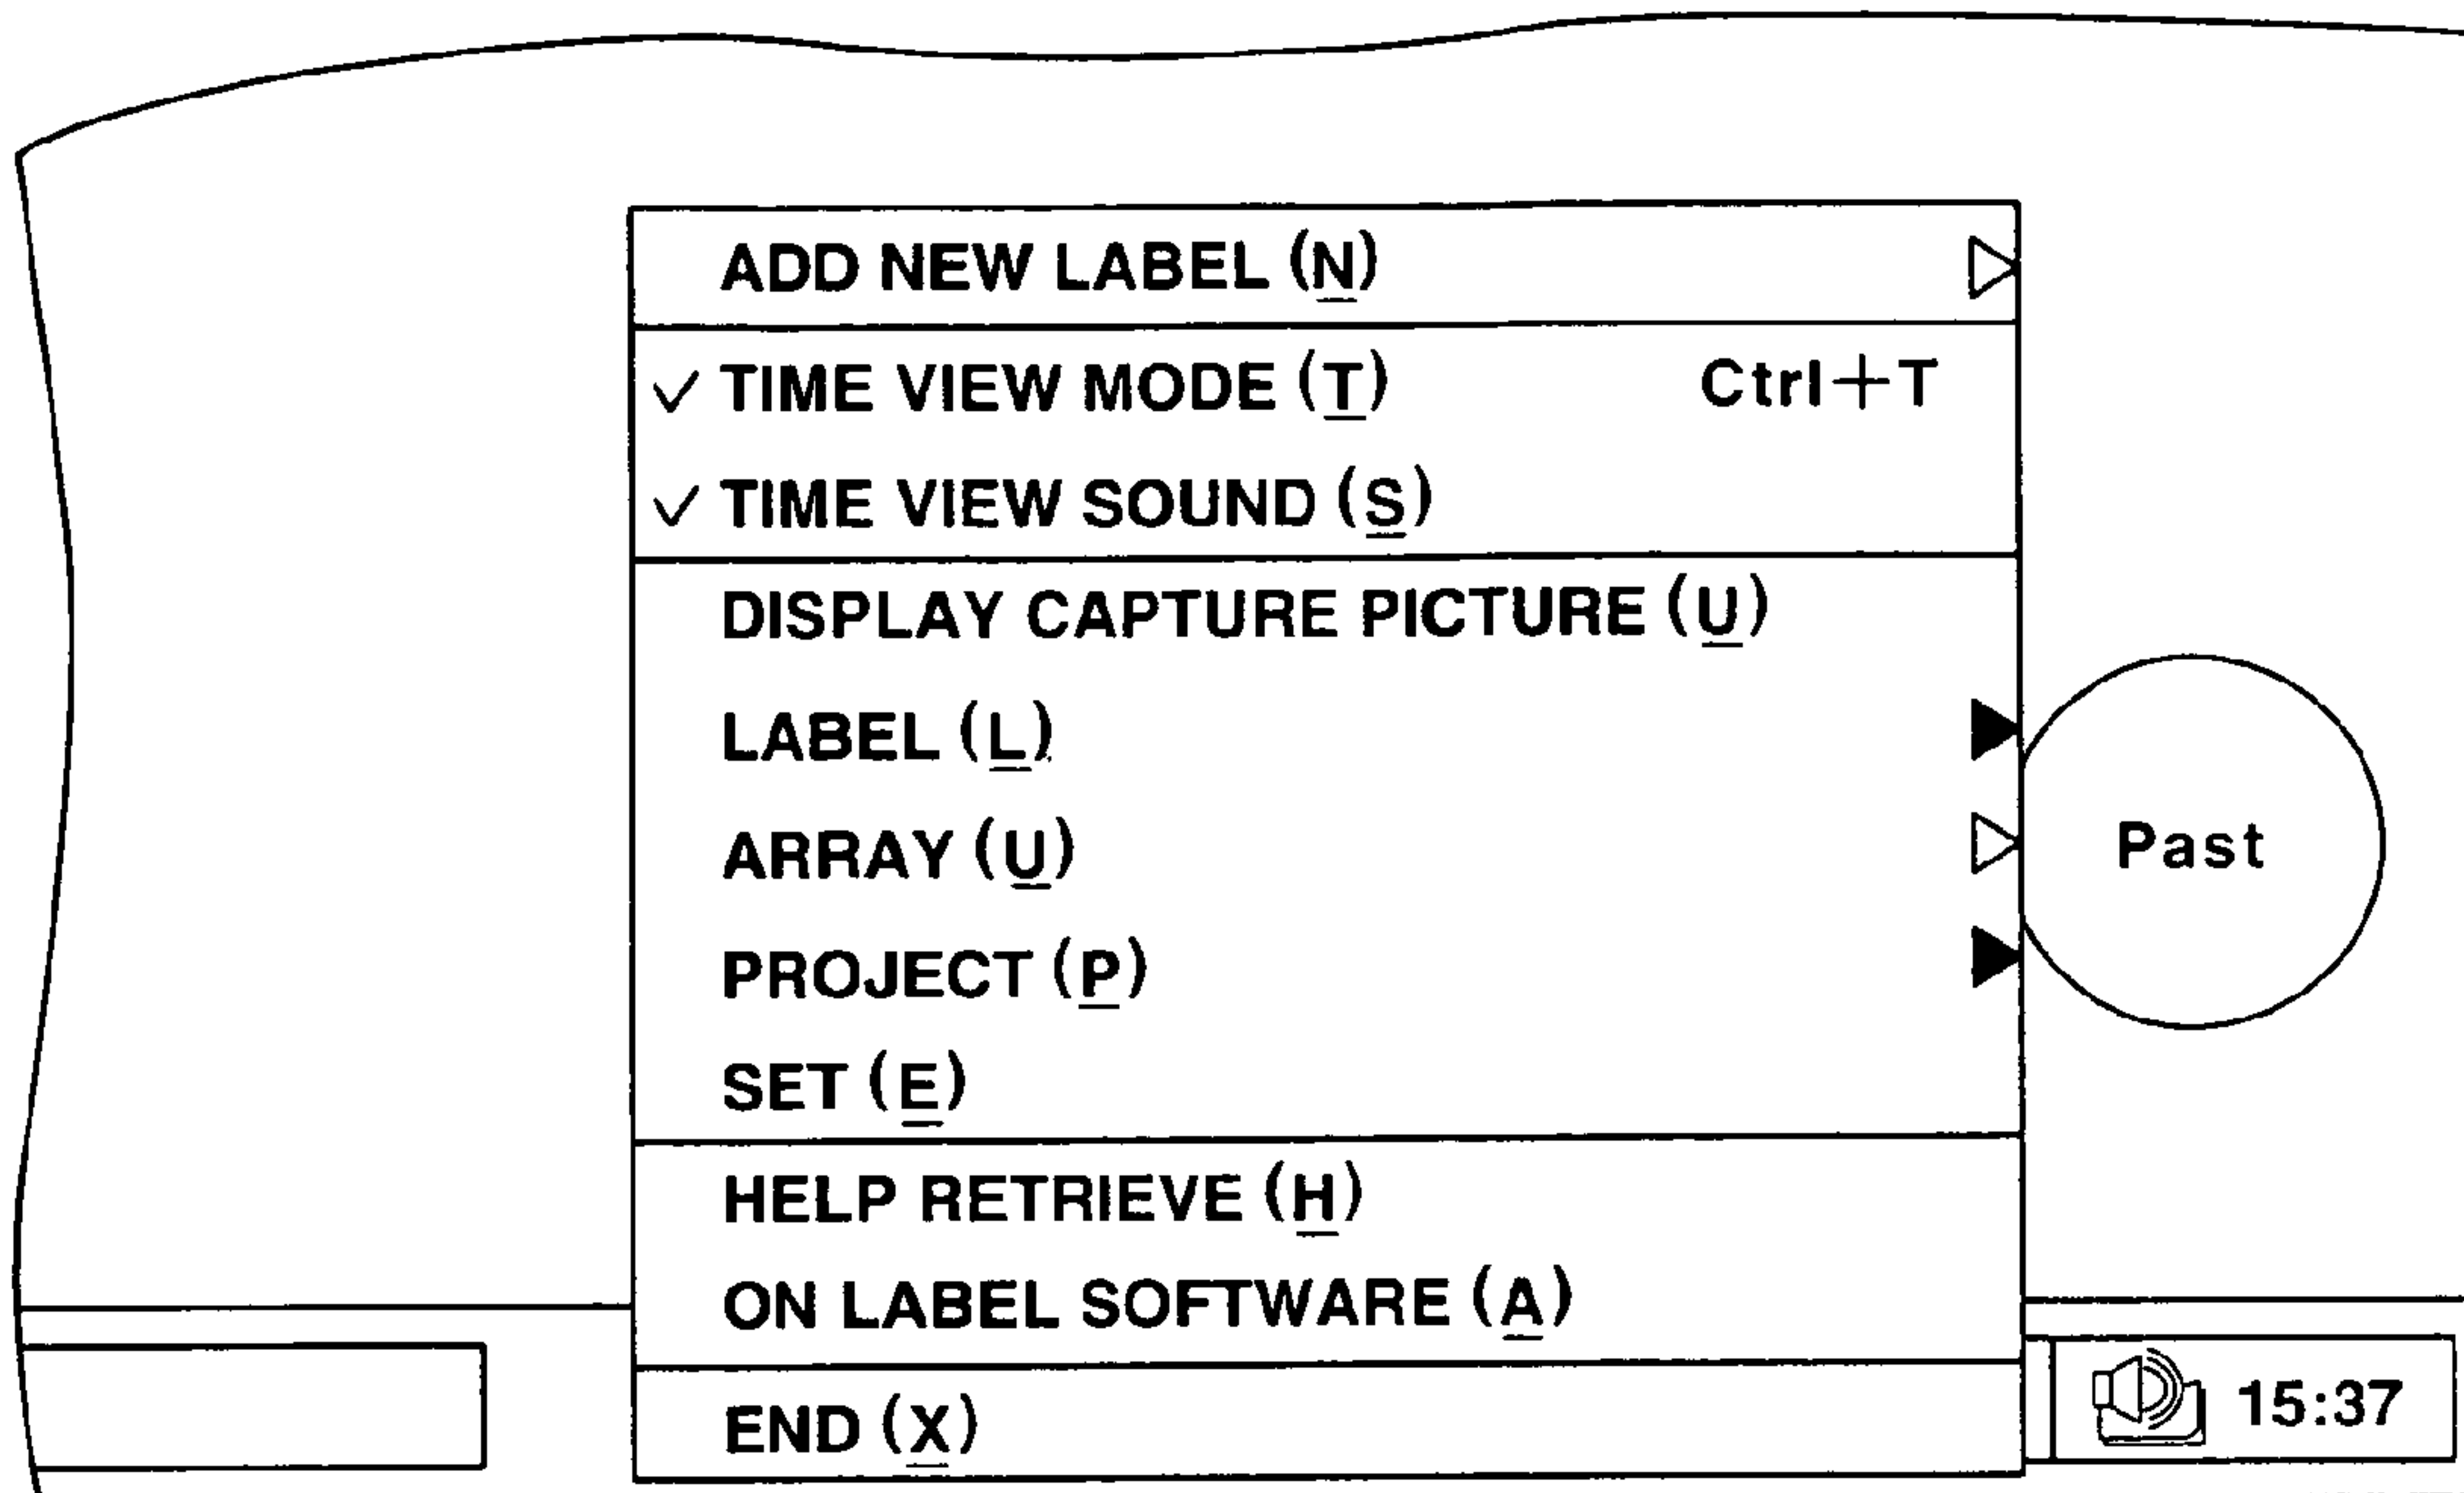 ADD NEW LABEL (N)
TIME VIEW MODE (T) Ctrl+T
TIME VIEW SOUND (S)
DISPLAY CAPTURE PICTURE (U)
LABEL (L)
ARRAY (U)
Past
PROJECT (P)
SET (E)
HELP RETRIEVE (H)
ON LABEL SOFTWARE (A)
END (X)
15:37